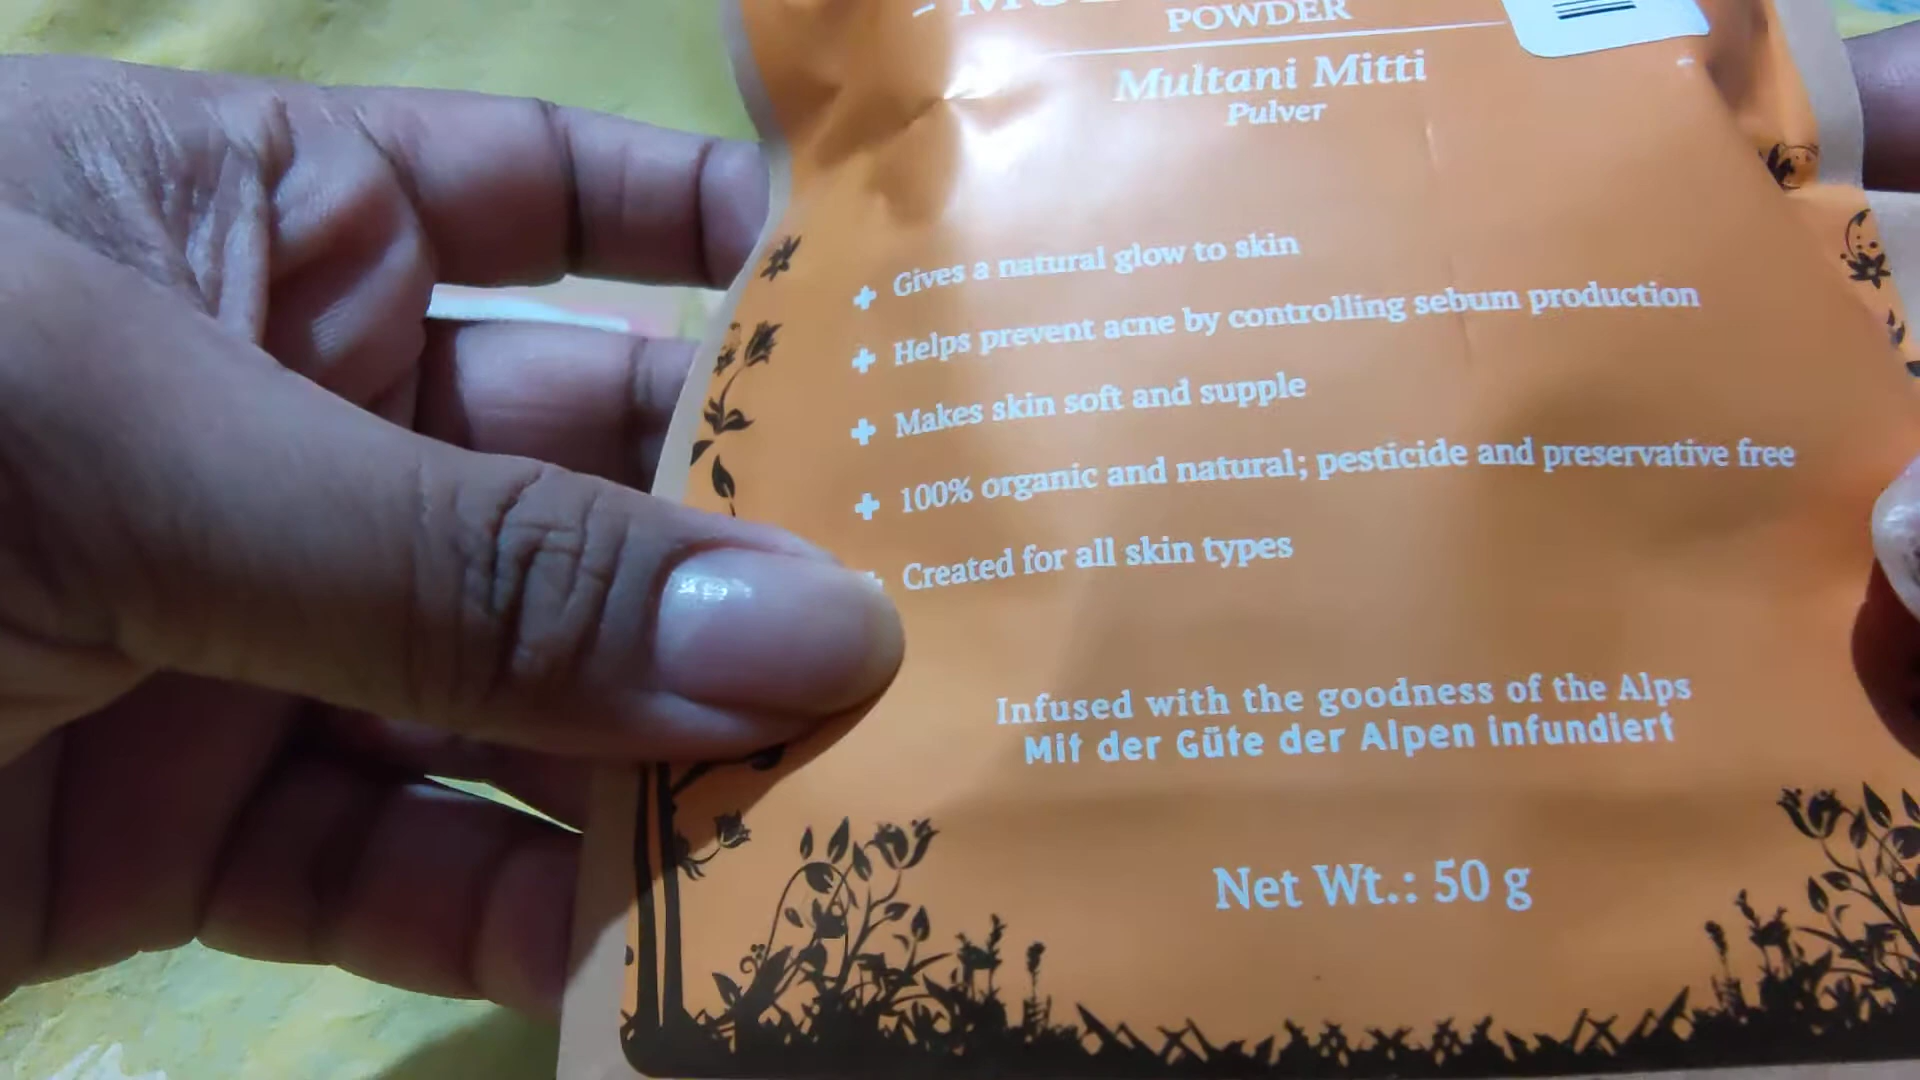 POWDER
Multani Mitti
Pulver
Gives a natural glow to skin
Helps prevent acne by controlling sebum production
Makes skin soft and supple
100% organic and natural; pesticide and preservative free
Created for all skin types
Infused with the goodness of the Alps
Mit der Güte der Alpen infundiert
Net Wt.: 50 g